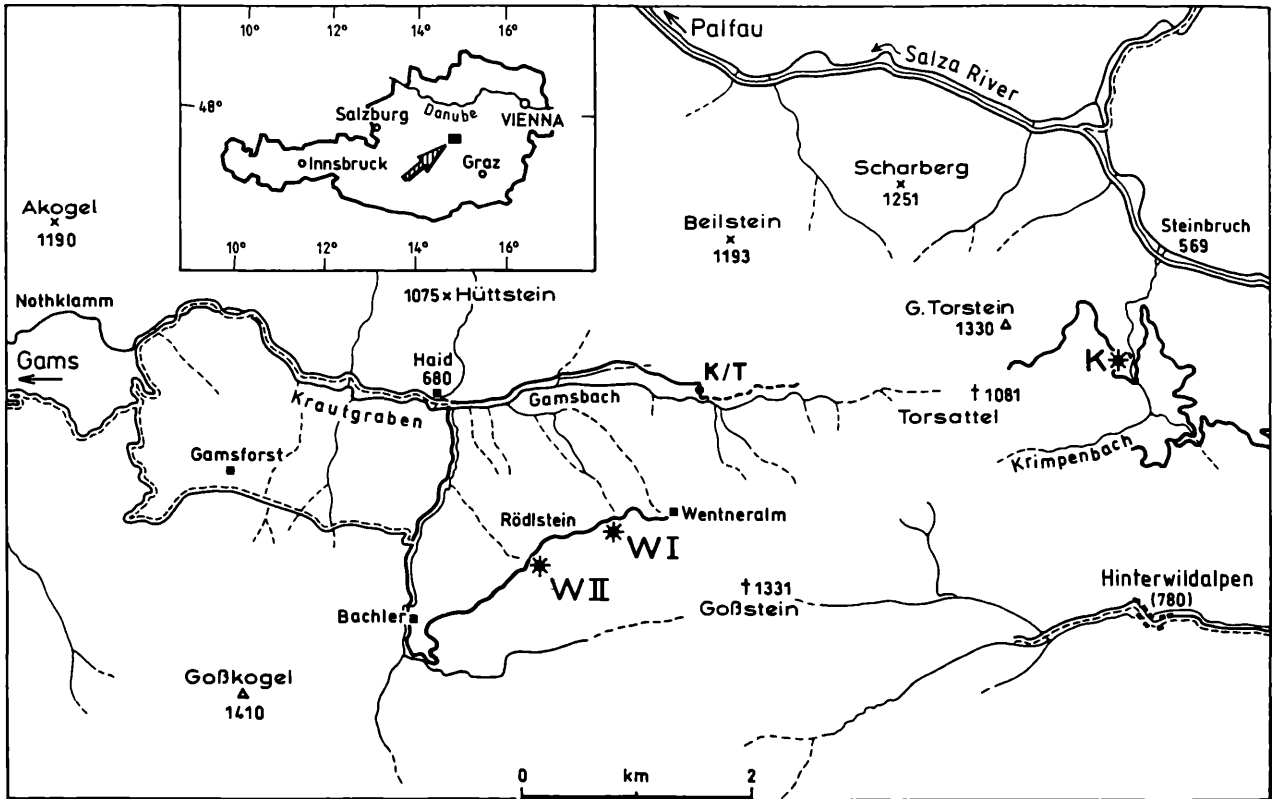 10° 12° 14° 16°
48°
Salzburg
Danube
VIENNA
Innsbruck
Graz
10° 12° 14° 16°
Palfau
Salza River
Scharberg
1251
Akogel
1190
Beilstein
1193
Steinbruch
569
Nothklamm
1075 Hüttstein
G. Torstein
1330
Gams
Haid
680
K/T
K
Krautgraben
Gamsbach
1081
Torsattel
Krimpenbach
Gamsforst
Rödlstein
Wentneralm
WI
WII
1331
Goßstein
Hinterwildalpen
(780)
Bachler
Goßkogel
1410
0 km 2